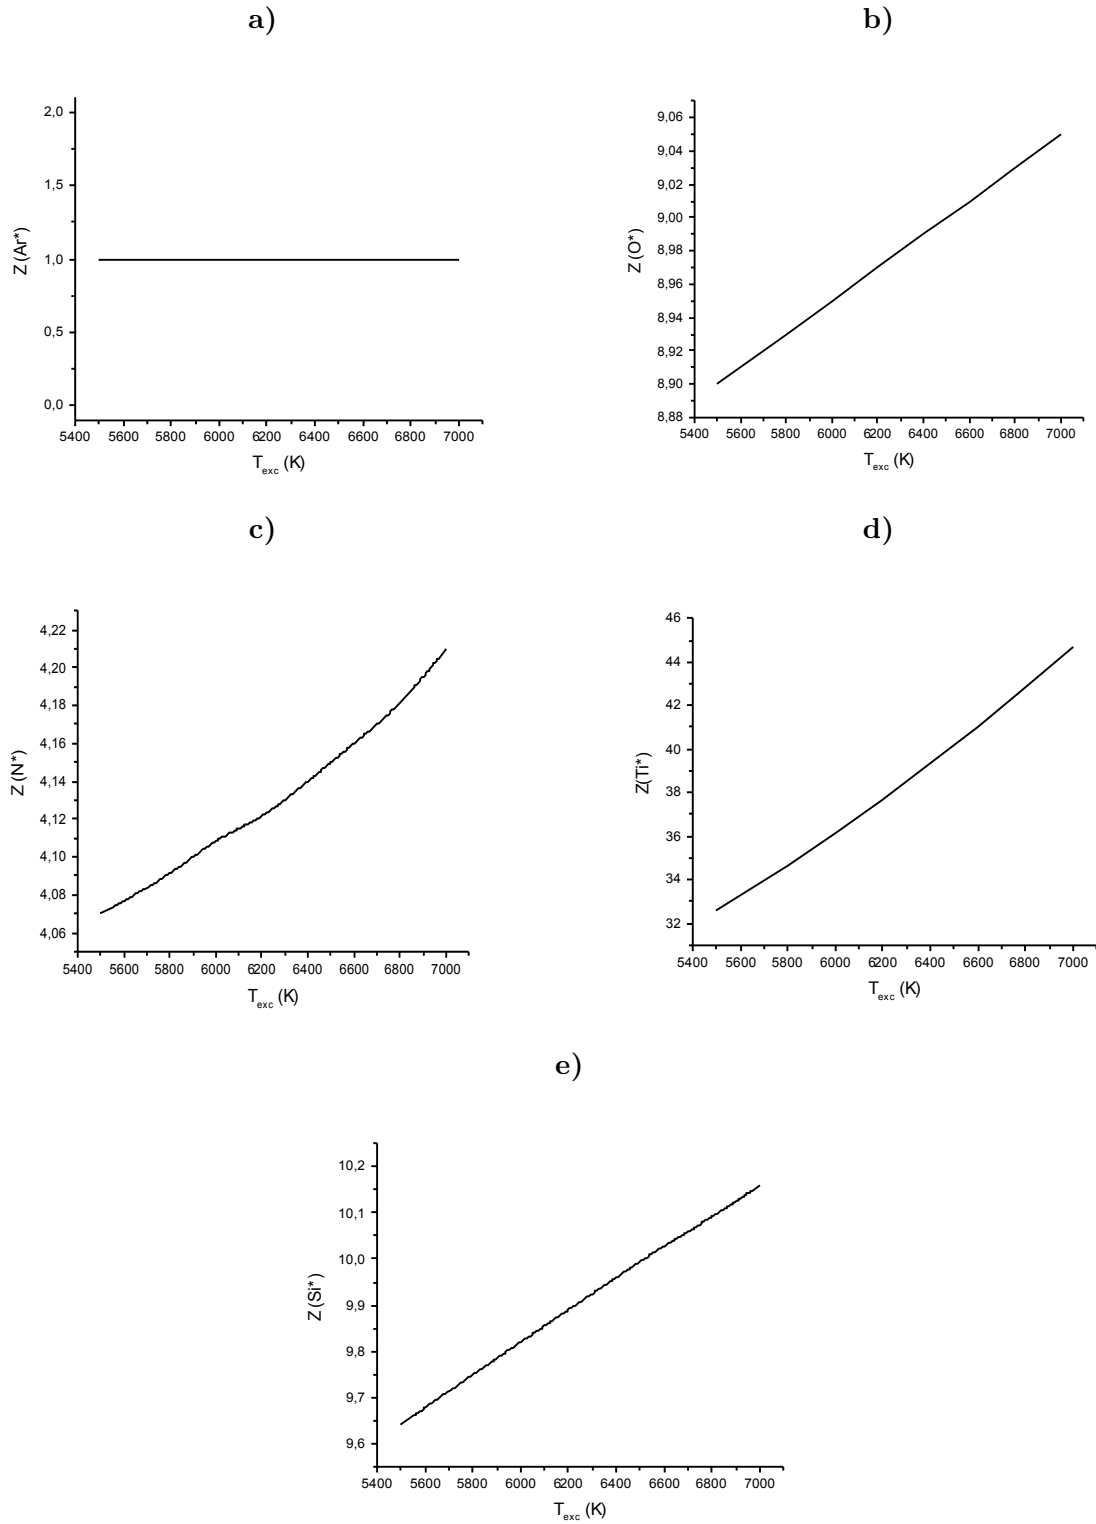 a)
2,0
1,5
1,0
0,5
0,0
Z (Ar*)
5400 5600 5800 6000 6200 6400 6600 6800 7000
T_exc (K)
b)
9,06
9,04
9,02
9,00
8,98
8,96
8,94
8,92
8,90
8,88
Z (O*)
5400 5600 5800 6000 6200 6400 6600 6800 7000
T_exc (K)
c)
4,22
4,20
4,18
4,16
4,14
4,12
4,10
4,08
4,06
Z (N*)
5400 5600 5800 6000 6200 6400 6600 6800 7000
T_exc (K)
d)
46
44
42
40
38
36
34
32
Z(Ti*)
5400 5600 5800 6000 6200 6400 6600 6800 7000
T_exc (K)
e)
10,2
10,1
10,0
9,9
9,8
9,7
9,6
Z (Si*)
5400 5600 5800 6000 6200 6400 6600 6800 7000
T_exc (K)